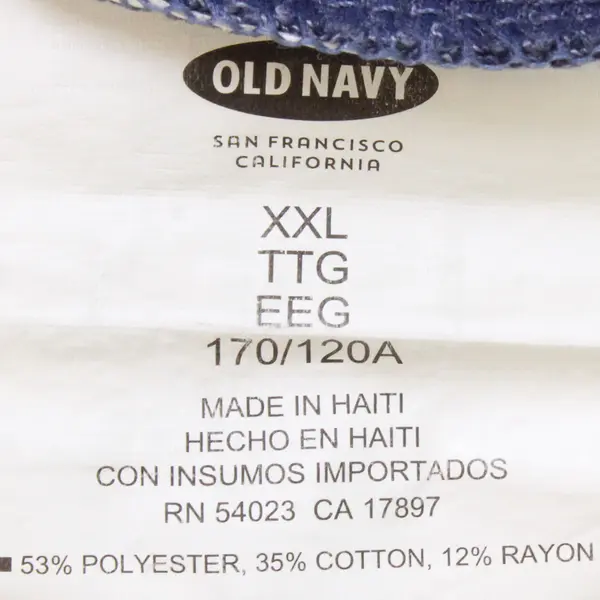 OLD NAVY
SAN FRANCISCO
CALIFORNIA
XXL
TTG
EEG
170/120A
MADE IN HAITI
HECHO EN HAITI
CON INSUMOS IMPORTADOS
RN 54023 CA 17897
53% POLYESTER, 35% COTTON, 12% RAYON